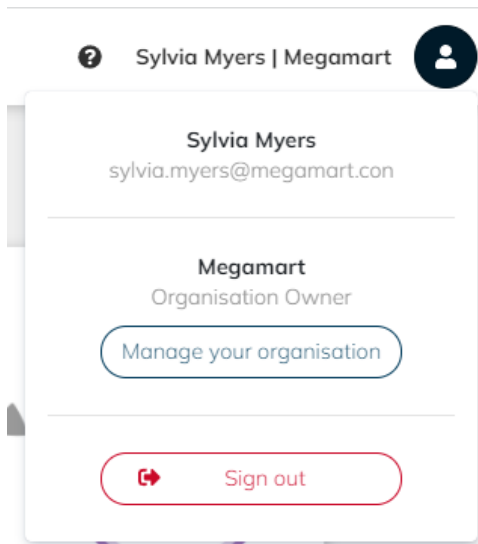 Sylvia Myers | Megamart
Sylvia Myers
sylvia.myers@megamart.con
Megamart
Organisation Owner
Manage your organisation
Sign out